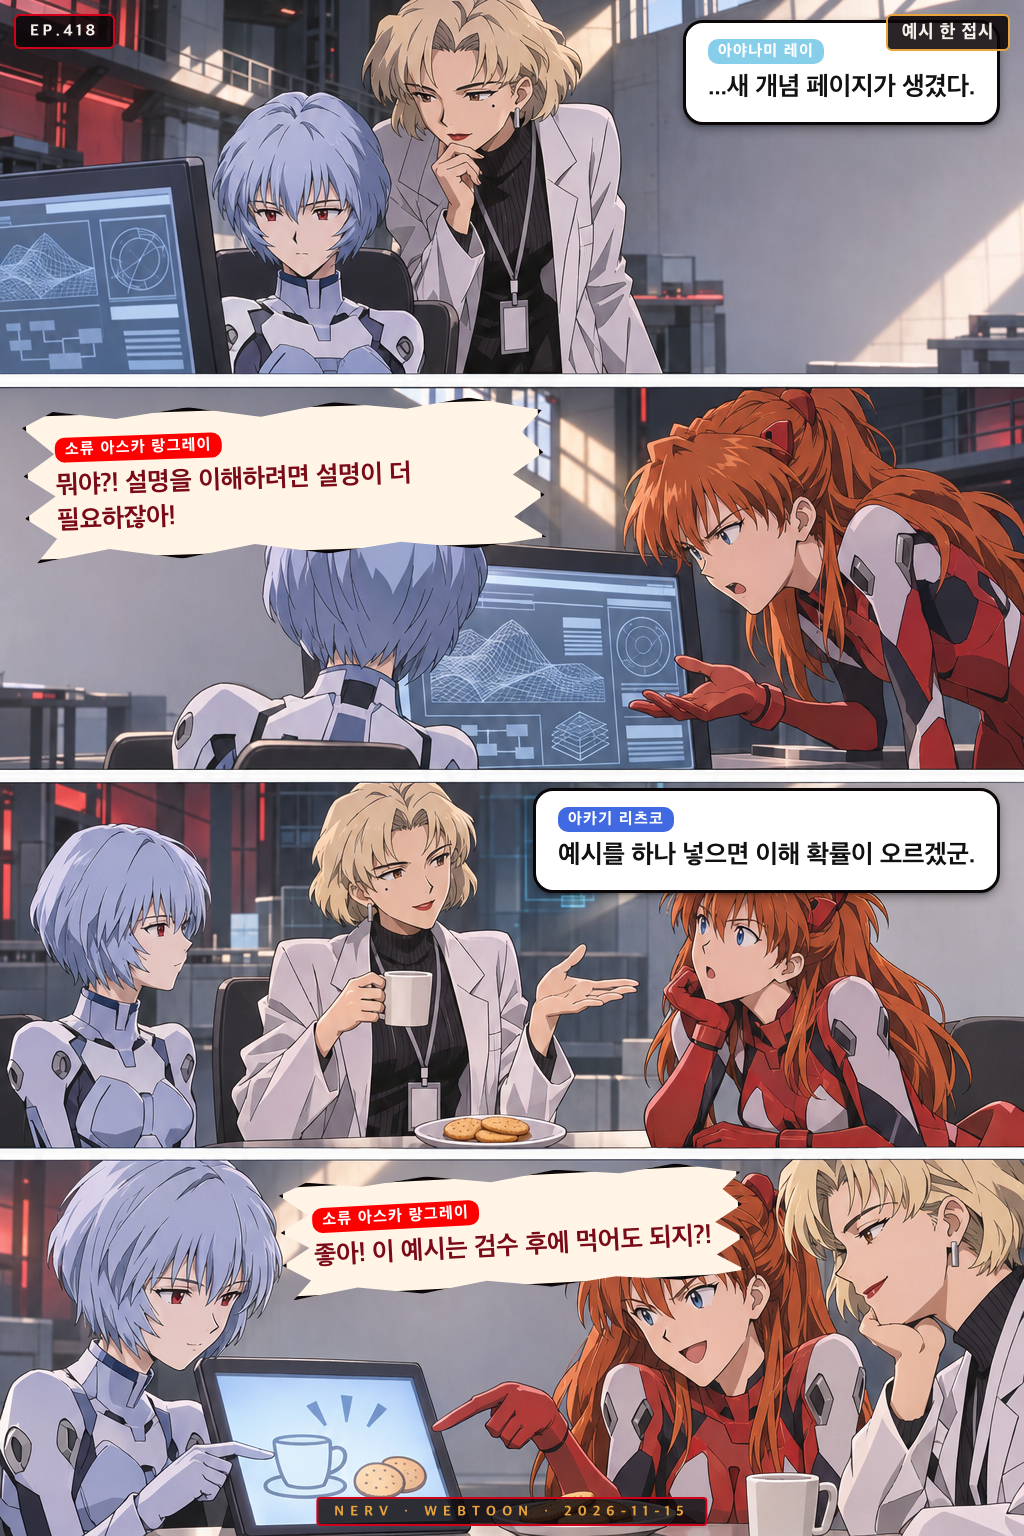 EP.418
예시 한 접시
아야나미 레이
...새 개념 페이지가 생겼다.
소류 아스카 랑그레이
뭐야?! 설명을 이해하려면 설명이 더
필요하잖아!
아카기 리츠코
예시를 하나 넣으면 이해 확률이 오르겠군.
소류 아스카 랑그레이
좋아! 이 예시는 검수 후에 먹어도 되지?!
NERV · WEBTOON · 2026-11-15